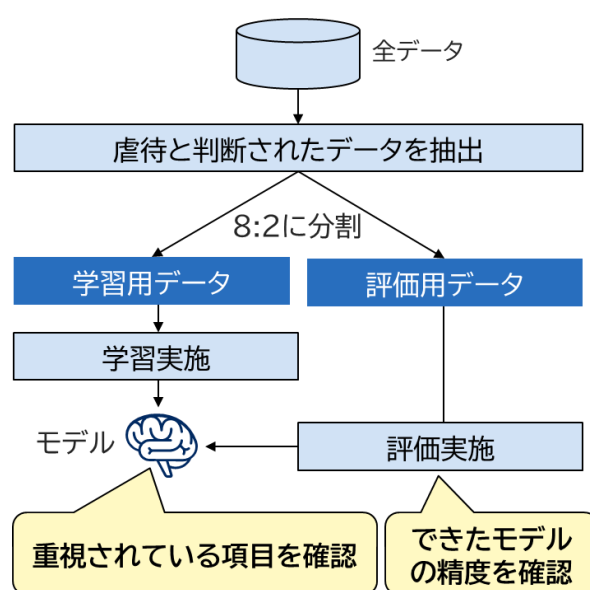 全データ
虐待と判断されたデータを抽出
8:2に分割
学習用データ
評価用データ
学習実施
モデル
評価実施
重視されている項目を確認
できたモデル
の精度を確認